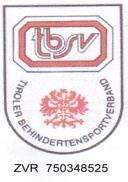 tbsv
TIROLER BEHINDERTENSPORTVERBAND
ZVR 750348525